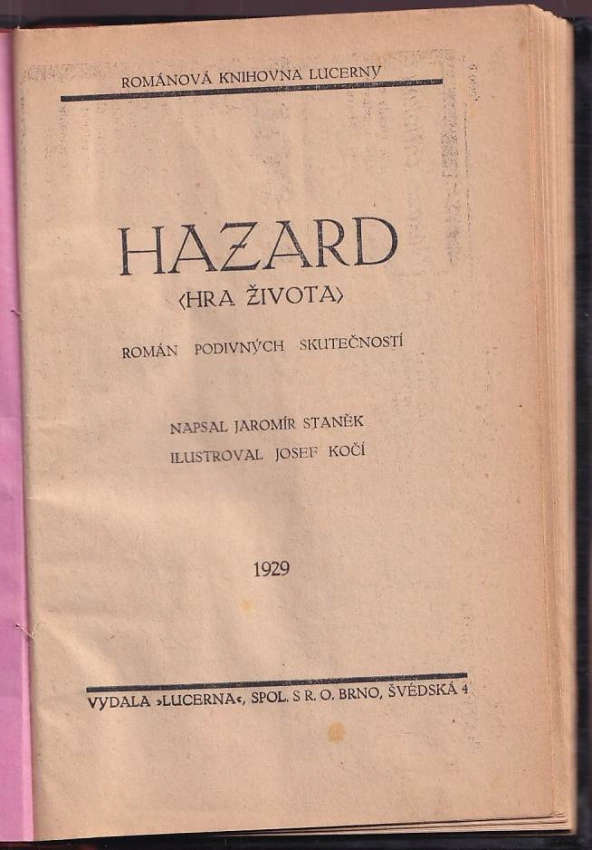 ROMÁNOVÁ KNIHOVNA LUCERNY
HAZARD
‹HRA ŽIVOTA›
ROMÁN PODIVNÝCH SKUTEČNOSTÍ
NAPSAL JAROMÍR STANĚK
ILUSTROVAL JOSEF KOČÍ
1929
VYDALA »LUCERNA«, SPOL. S R. O. BRNO, ŠVÉDSKÁ 4